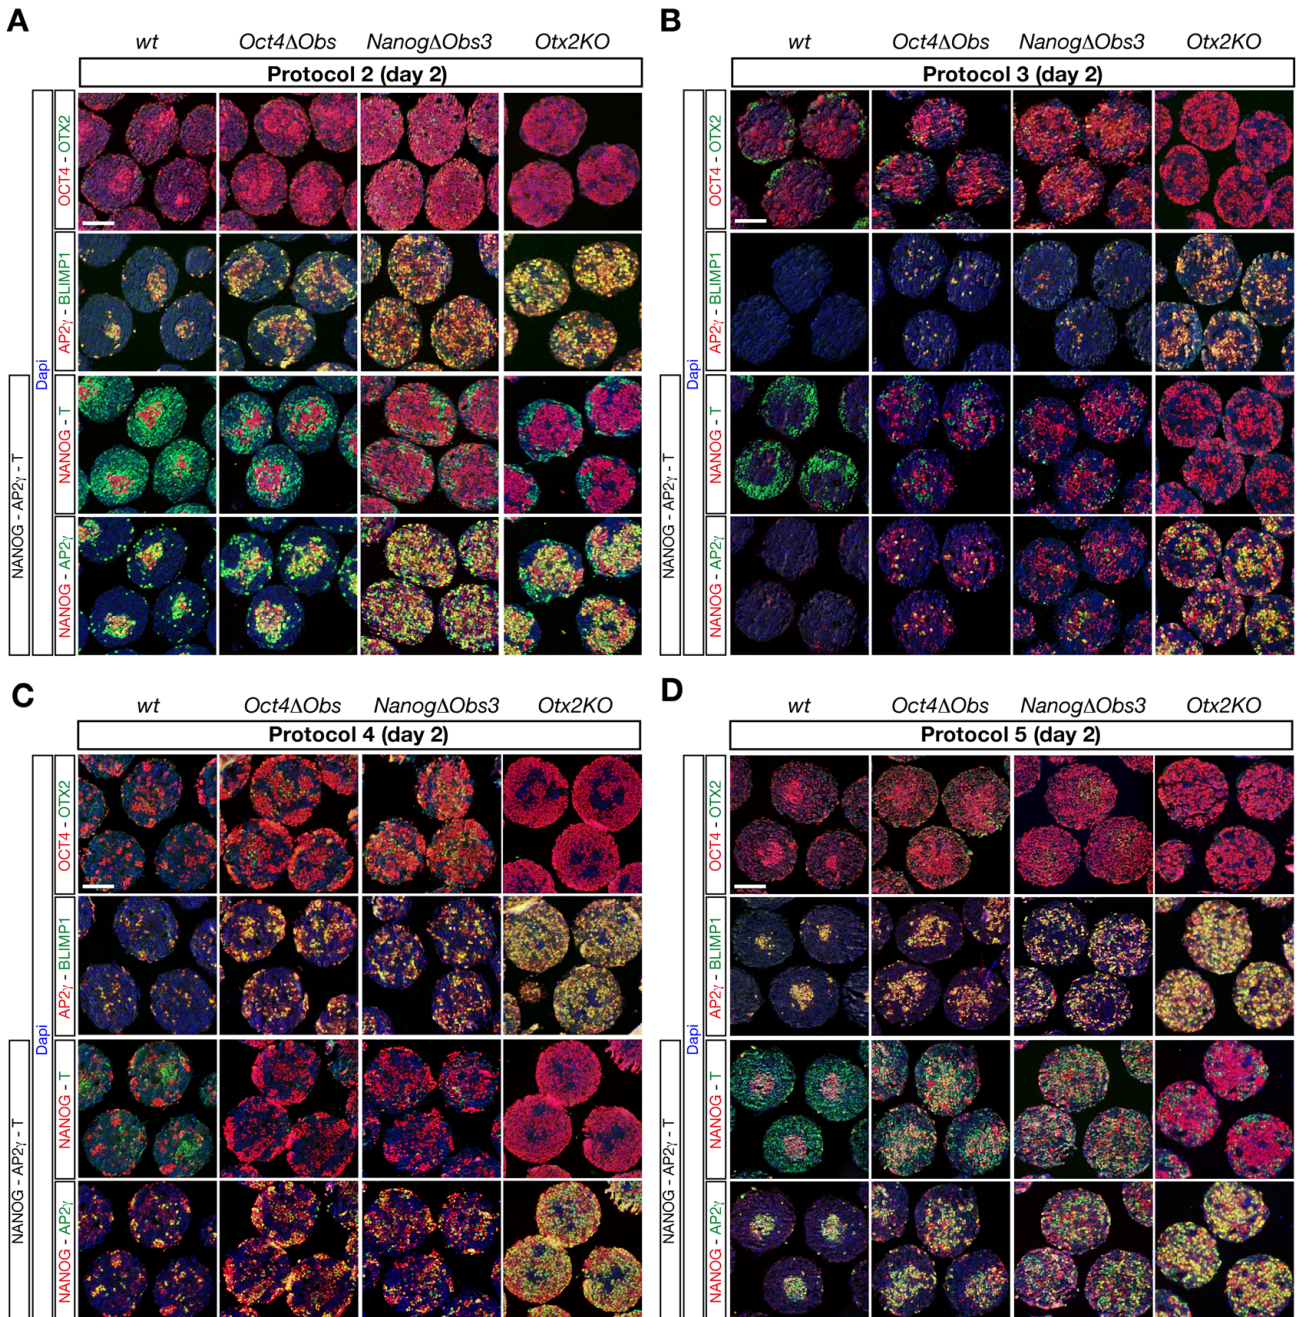 A
wt Oct4ΔObs NanogΔObs3 Otx2KO
Protocol 2 (day 2)
NANOG - AP2γ - T
Dapi
OCT4 - OTX2
AP2γ - BLIMP1
NANOG - T
NANOG - AP2γ
B
wt Oct4ΔObs NanogΔObs3 Otx2KO
Protocol 3 (day 2)
NANOG - AP2γ - T
Dapi
OCT4 - OTX2
AP2γ - BLIMP1
NANOG - T
NANOG - AP2γ
C
wt Oct4ΔObs NanogΔObs3 Otx2KO
Protocol 4 (day 2)
NANOG - AP2γ - T
Dapi
OCT4 - OTX2
AP2γ - BLIMP1
NANOG - T
NANOG - AP2γ
D
wt Oct4ΔObs NanogΔObs3 Otx2KO
Protocol 5 (day 2)
NANOG - AP2γ - T
Dapi
OCT4 - OTX2
AP2γ - BLIMP1
NANOG - T
NANOG - AP2γ